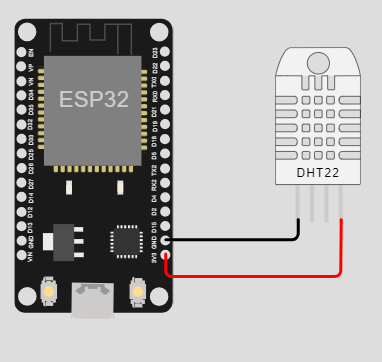 EN
VP
VN
D34
D35
D32
D33
D25
D26
D27
D14
D12
D13
GND
VIN
D23
D22
TX0
RX0
D21
D19
D18
D5
TX2
RX2
D4
D2
D15
GND
3V3
ESP32
DHT22